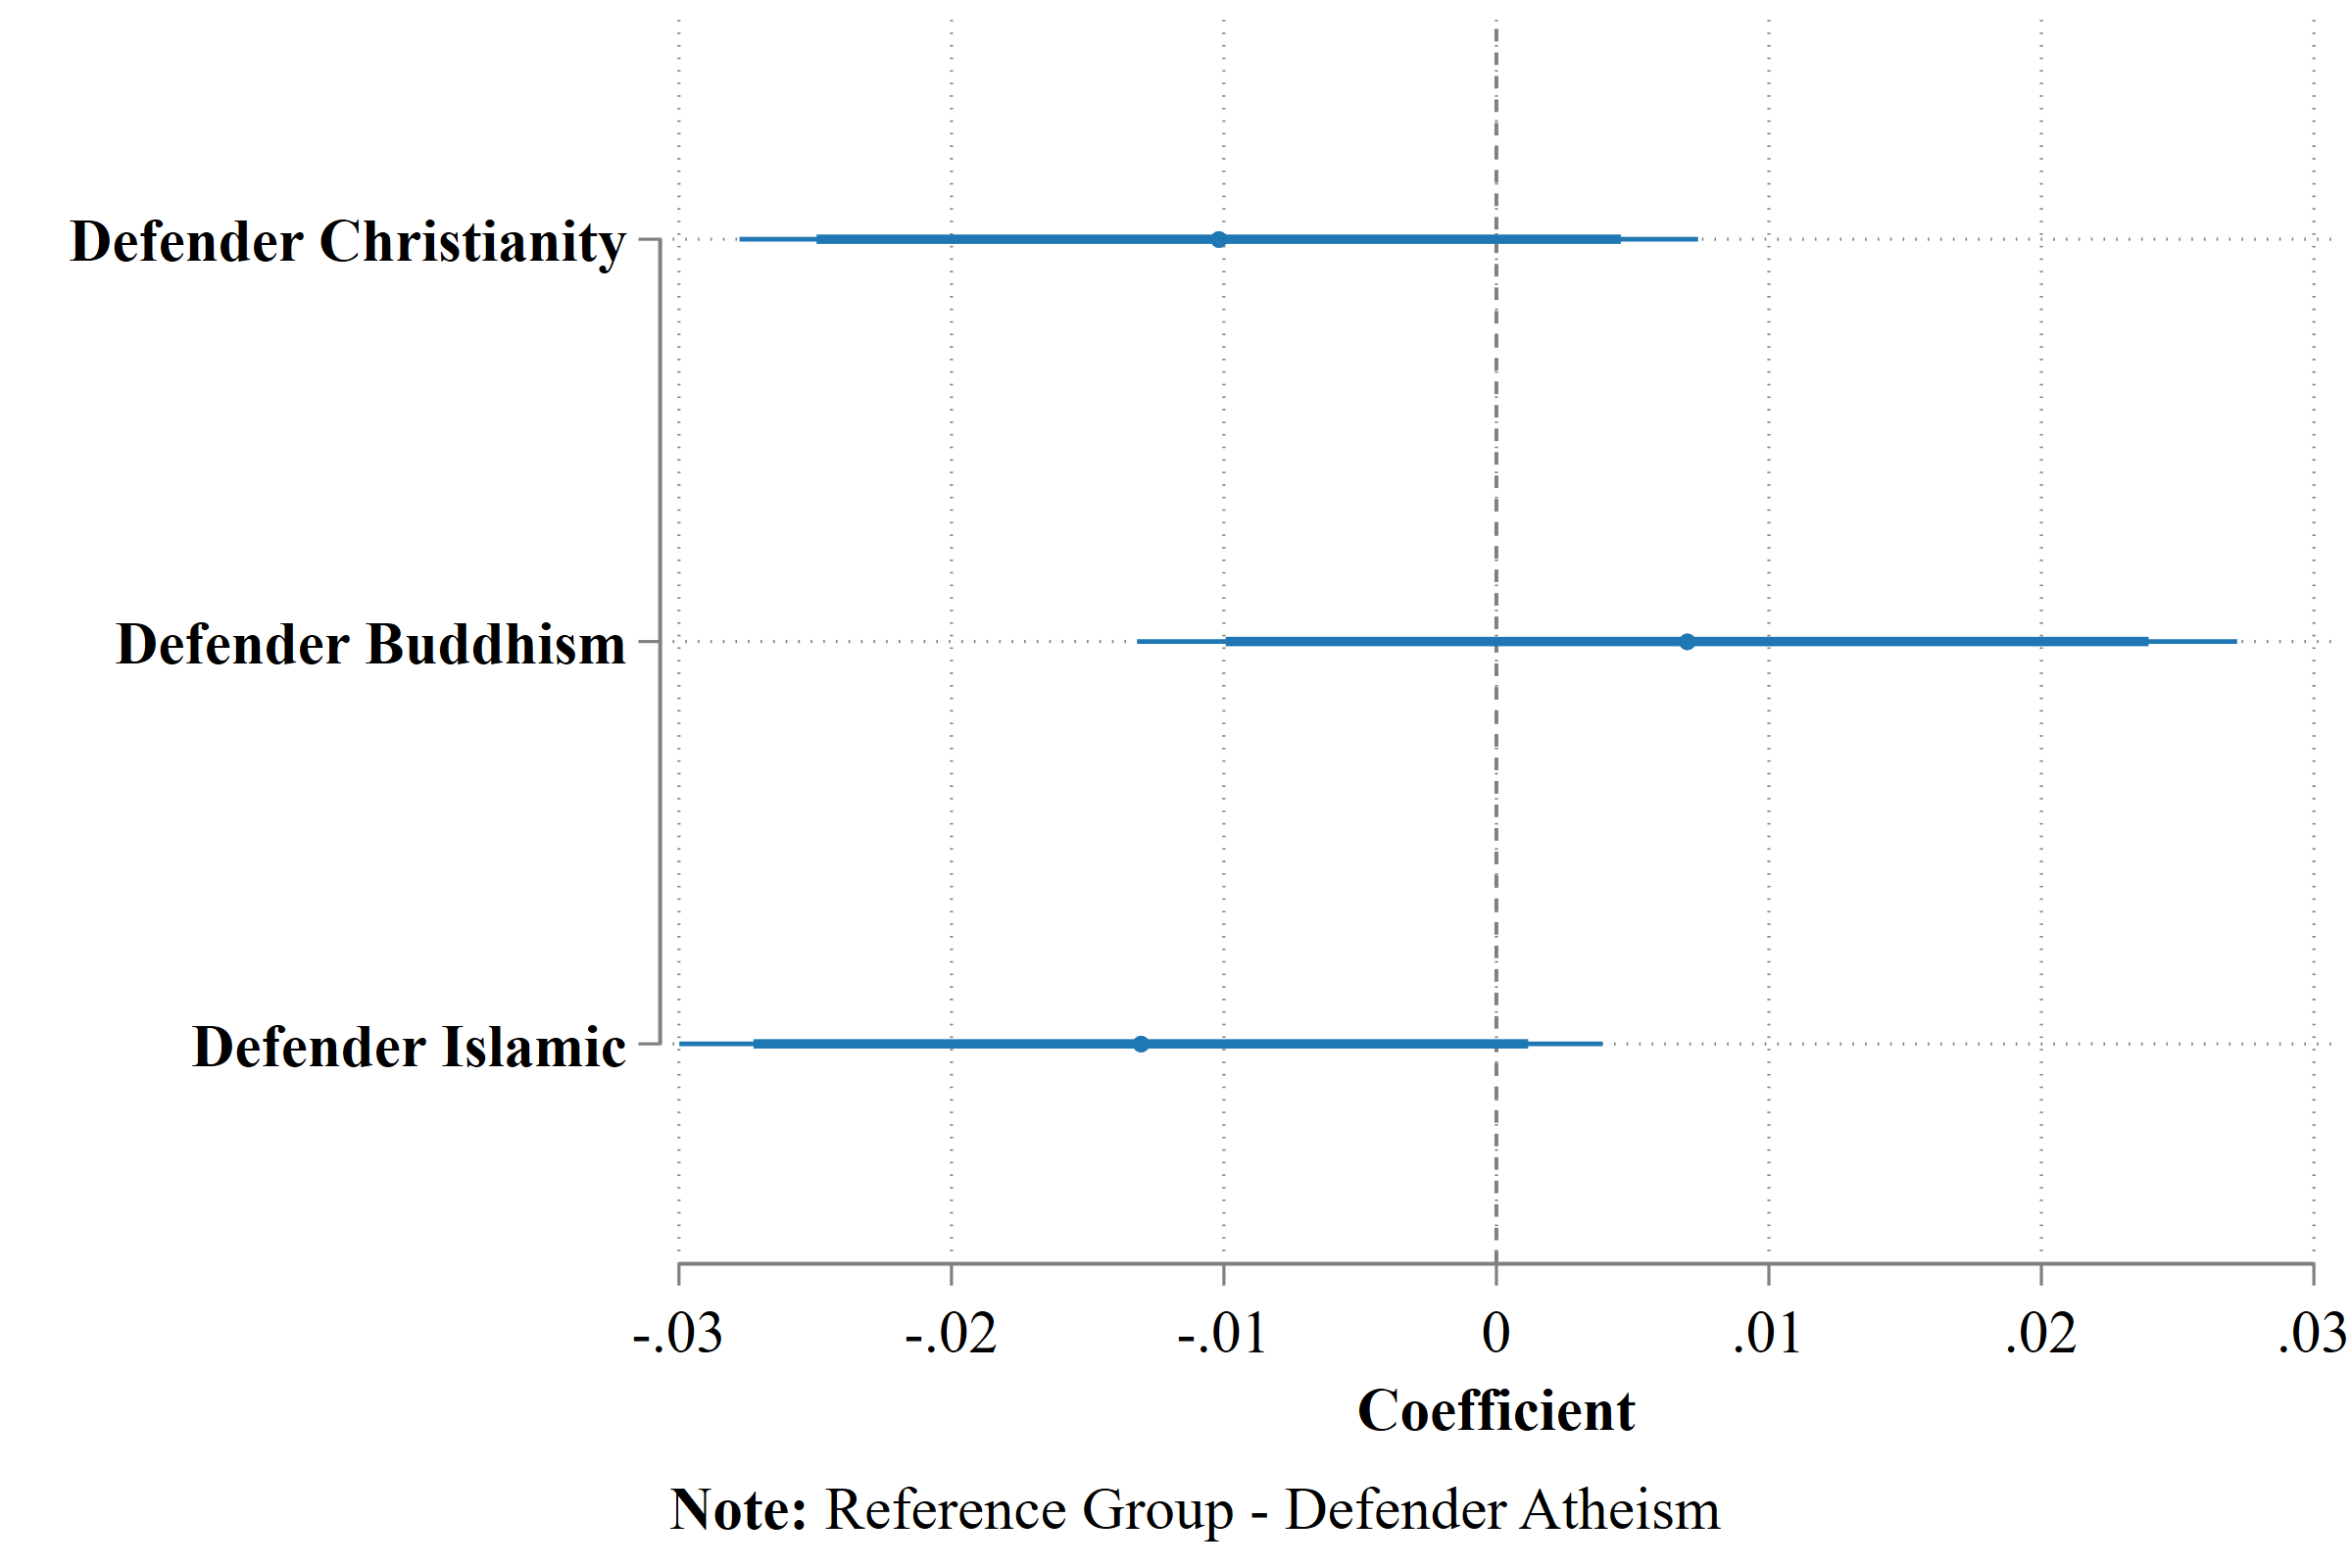 Defender Christianity
Defender Buddhism
Defender Islamic
-.03 -.02 -.01 0 .01 .02 .03
Coefficient
Note: Reference Group - Defender Atheism